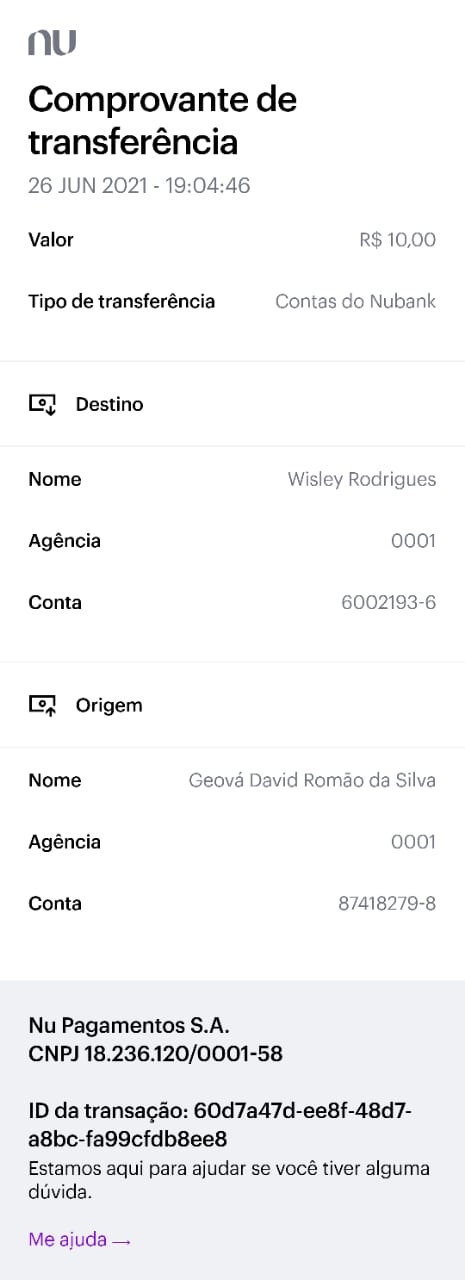 nu
Comprovante de
transferência
26 JUN 2021 - 19:04:46
Valor R$ 10,00
Tipo de transferência Contas do Nubank
Destino
Nome Wisley Rodrigues
Agência 0001
Conta 6002193-6
Origem
Nome Geová David Romão da Silva
Agência 0001
Conta 87418279-8
Nu Pagamentos S.A.
CNPJ 18.236.120/0001-58
ID da transação: 60d7a47d-ee8f-48d7-
a8bc-fa99cfdb8ee8
Estamos aqui para ajudar se você tiver alguma
dúvida.
Me ajuda →